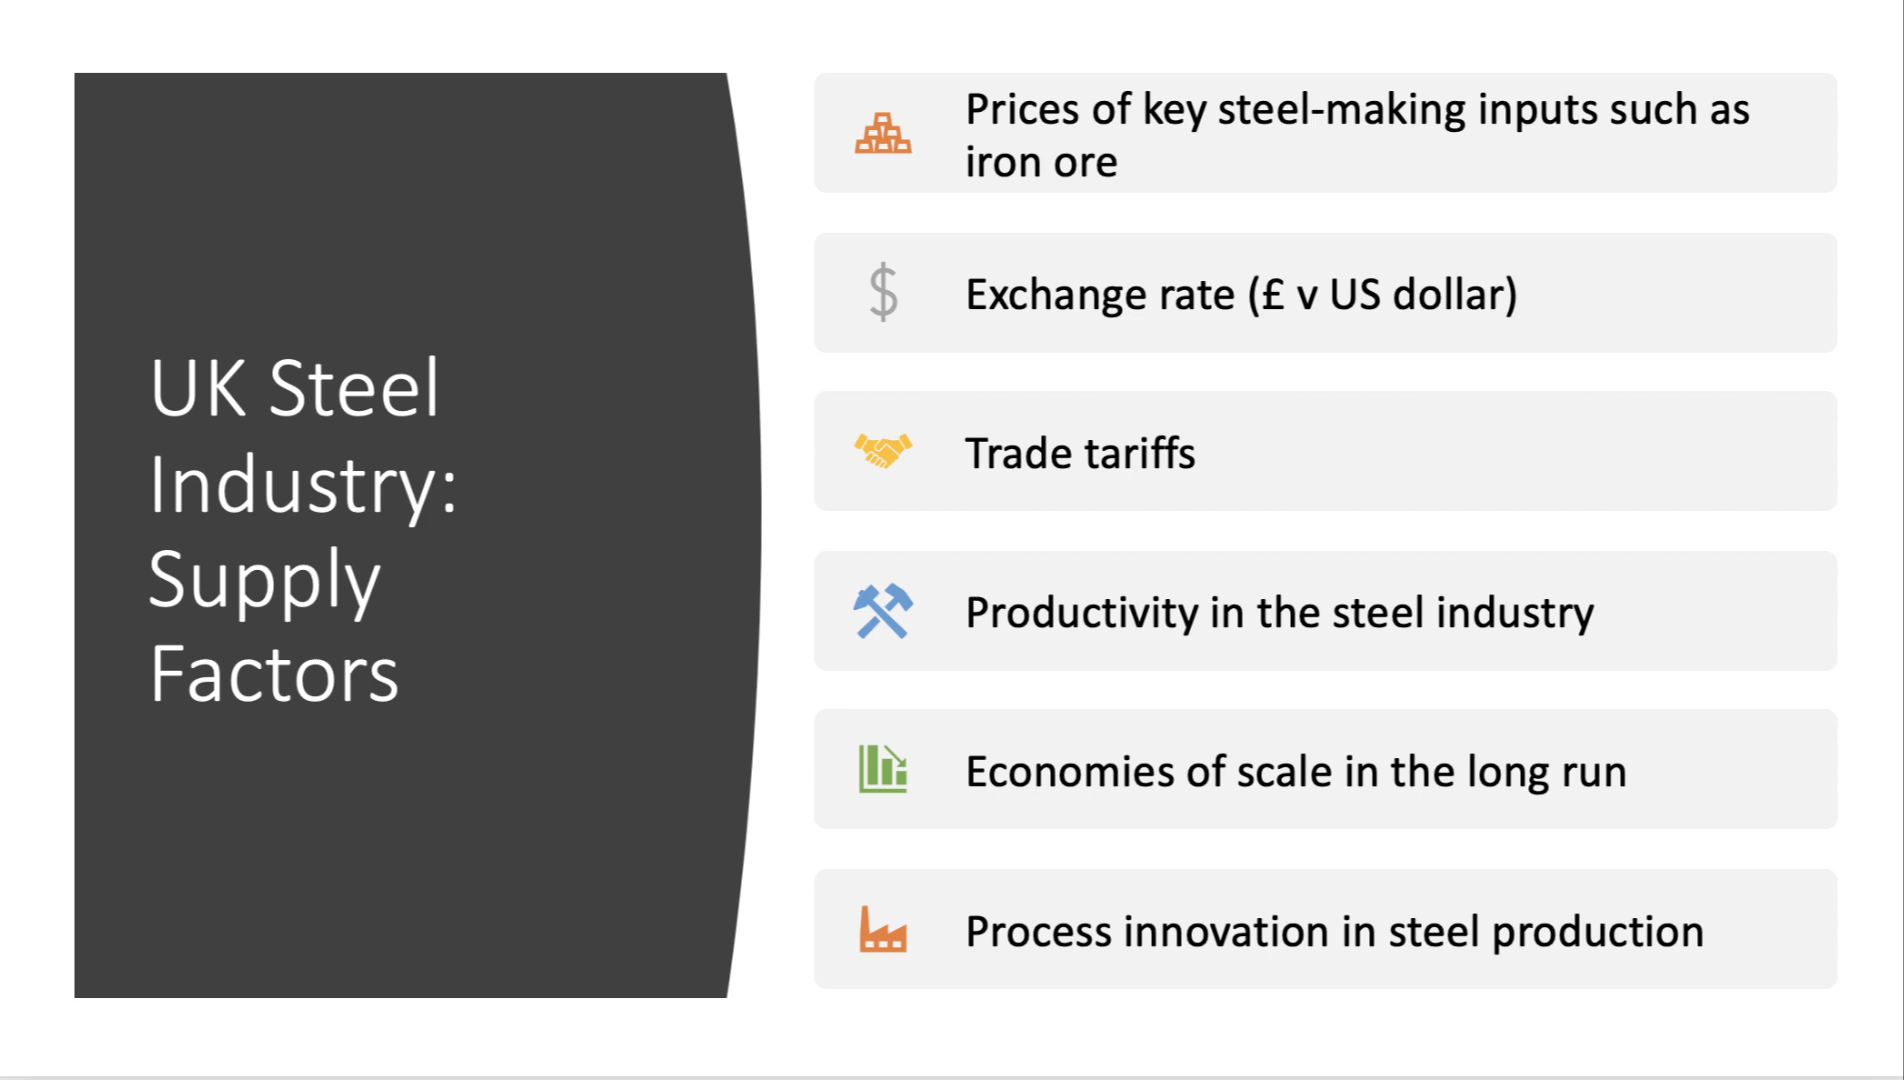 UK Steel
Industry:
Supply
Factors
Prices of key steel-making inputs such as
iron ore
Exchange rate (£ v US dollar)
Trade tariffs
Productivity in the steel industry
Economies of scale in the long run
Process innovation in steel production